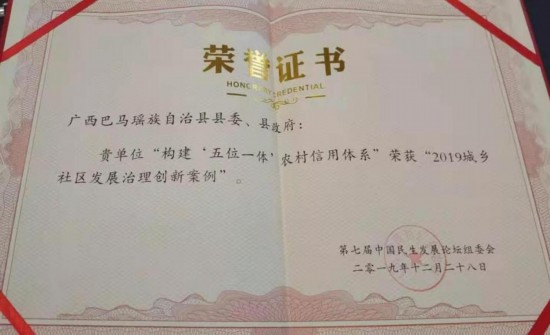 荣誉证书
HONORARY CREDENTIAL
广西巴马瑶族自治县县委、县政府：
贵单位“构建‘五位一体’农村信用体系”荣获“2019城乡
社区发展治理创新案例”。
第七届中国民生发展论坛组委会
二零一九年十二月二十八日